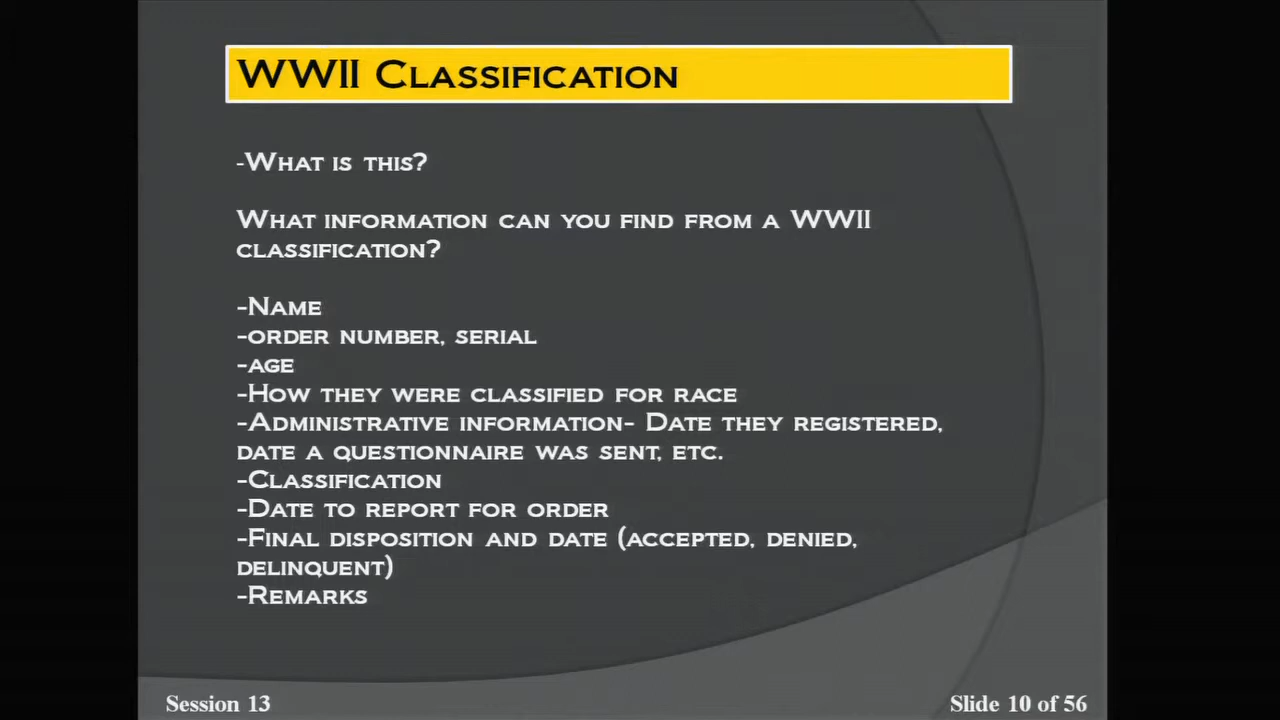 WWII Classification
-What is this?
What information can you find from a WWII
classification?
-Name
-order number, serial
-age
-How they were classified for race
-Administrative information- Date they registered,
date a questionnaire was sent, etc.
-Classification
-Date to report for order
-Final disposition and date (accepted, denied,
delinquent)
-Remarks
Session 13
Slide 10 of 56